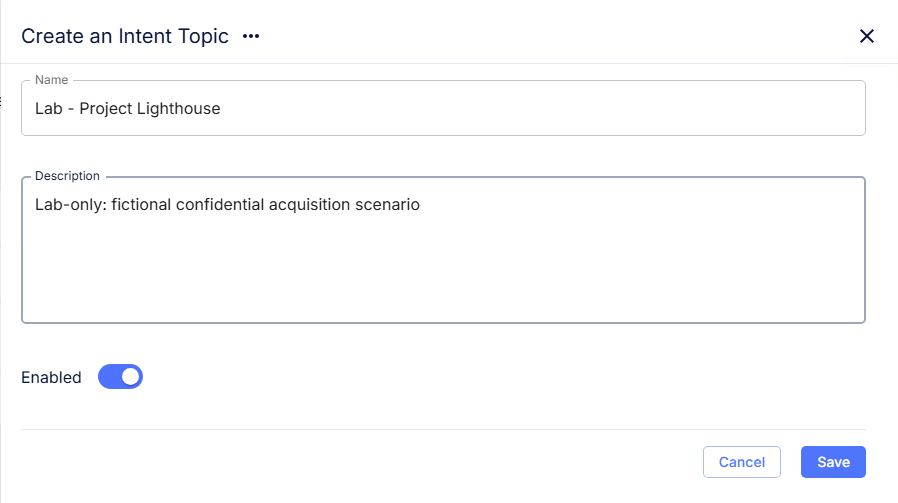 Create an Intent Topic
Name
Lab - Project Lighthouse
Description
Lab-only: fictional confidential acquisition scenario
Enabled
Cancel
Save